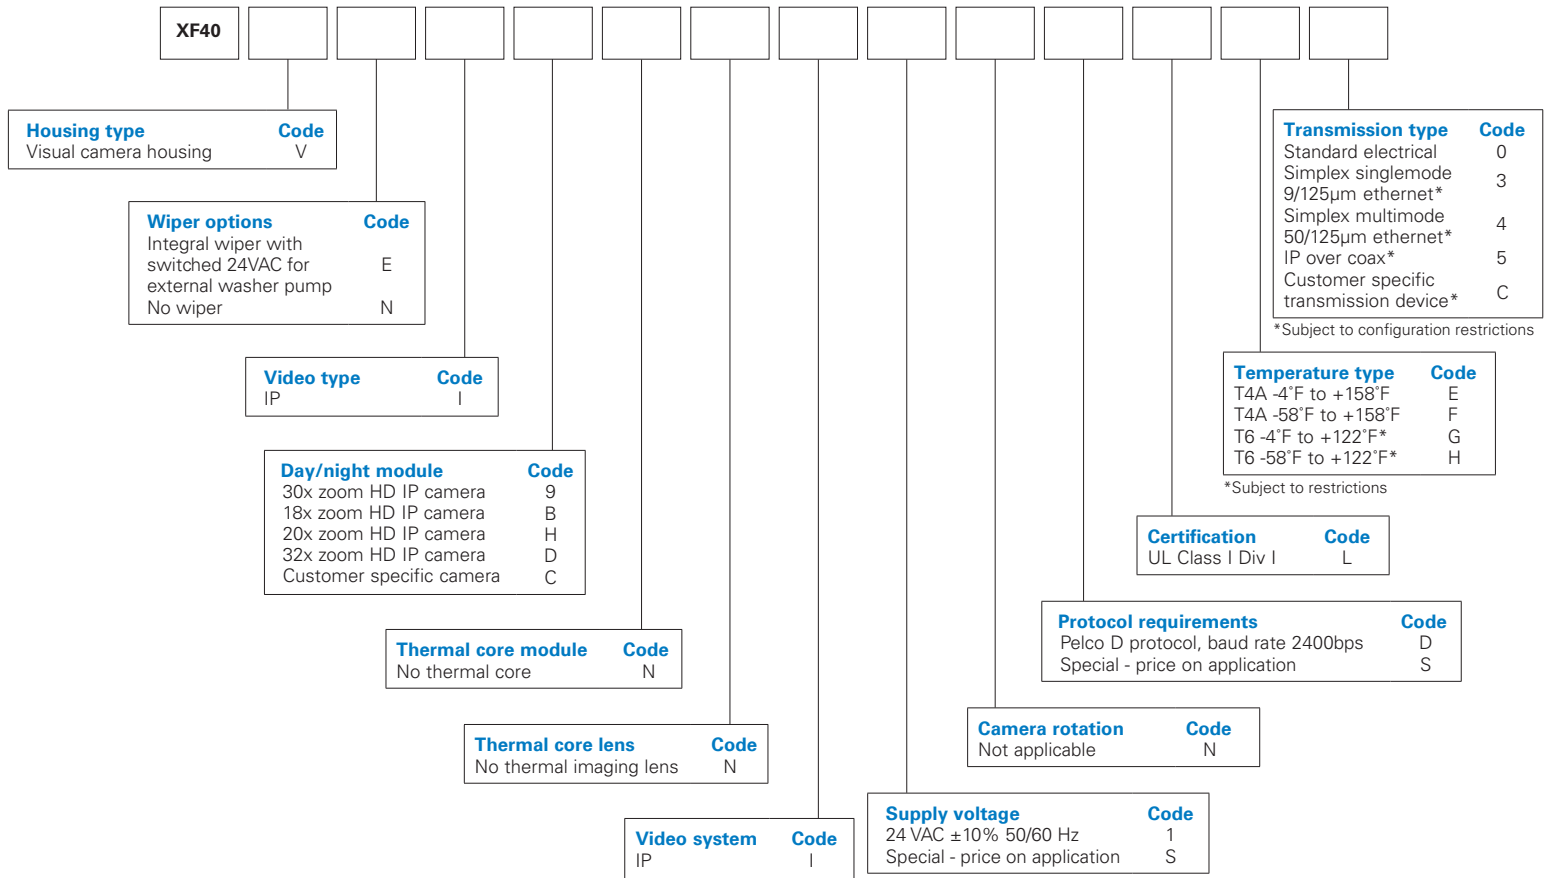 XF40
Housing type Code
Visual camera housing V
Wiper options Code
Integral wiper with
switched 24VAC for E
external washer pump
No wiper N
Video type Code
IP I
Day/night module Code
30x zoom HD IP camera 9
18x zoom HD IP camera B
20x zoom HD IP camera H
32x zoom HD IP camera D
Customer specific camera C
Thermal core module Code
No thermal core N
Thermal core lens Code
No thermal imaging lens N
Video system Code
IP I
Supply voltage Code
24 VAC ±10% 50/60 Hz 1
Special - price on application S
Camera rotation Code
Not applicable N
Protocol requirements Code
Pelco D protocol, baud rate 2400bps D
Special - price on application S
Certification Code
UL Class I Div I L
Temperature type Code
T4A -4˚F to +158˚F E
T4A -58˚F to +158˚F F
T6 -4˚F to +122˚F* G
T6 -58˚F to +122˚F* H
*Subject to restrictions
Transmission type Code
Standard electrical 0
Simplex singlemode
9/125µm ethernet* 3
Simplex multimode
50/125µm ethernet* 4
IP over coax* 5
Customer specific
transmission device* C
*Subject to configuration restrictions